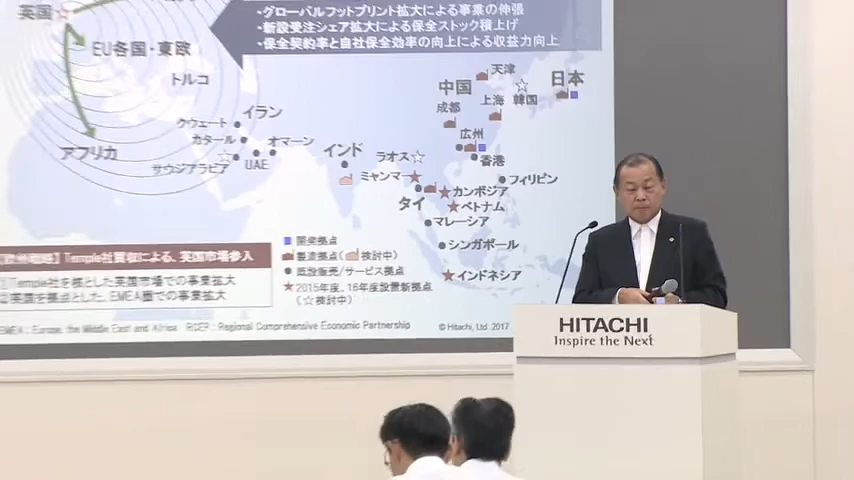 英国☆
・グローバルフットプリント拡大による事業の伸張
・新設受注シェア拡大による保全ストック積上げ
・保全契約率と自社保全効率の向上による収益力向上
EU各国・東欧
トルコ
アフリカ
イラン
クウェート
カタール
オマーン
サウジアラビア
UAE
インド
中国
天津
成都
上海
韓国
日本
広州
香港
ラオス☆
ミャンマー★
フィリピン
タイ
★カンボジア
★ベトナム
マレーシア
シンガポール
★インドネシア
Temple社買収による、英国市場参入
Temple社を核とした英国市場での事業拡大
英国を拠点とした、EMEA圏での事業拡大
開発拠点
製造拠点(検討中)
既設販売/サービス拠点
★2015年度、16年度設置新拠点
(☆検討中)
EMEA : Europe, the Middle East and Africa RCEP : Regional Comprehensive Economic Partnership
© Hitachi, Ltd. 2017
HITACHI
Inspire the Next